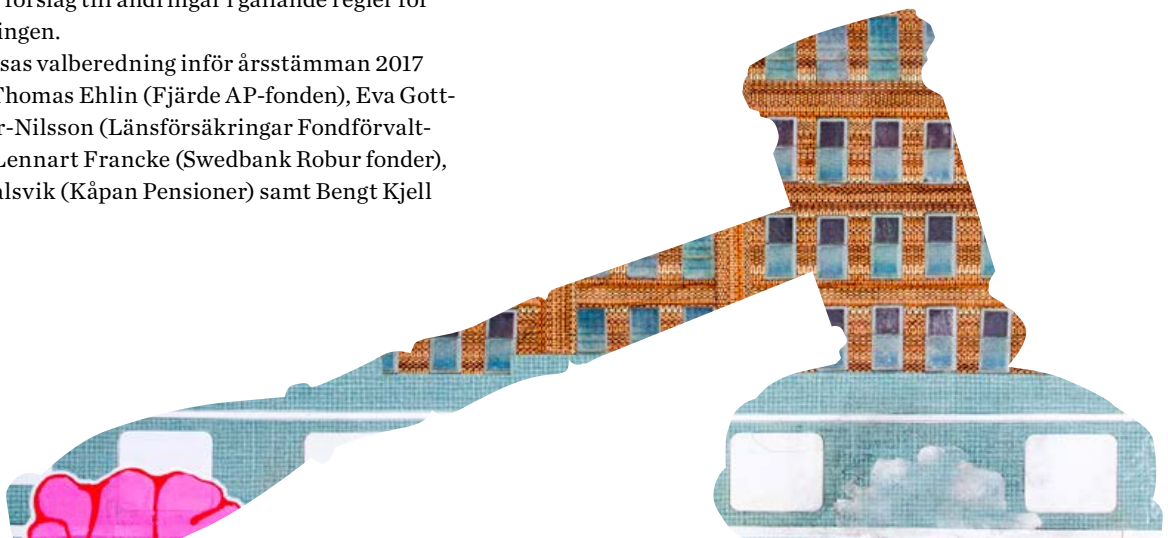 förslag till ändringar i gällande regler för
ingen.
sas valberedning inför årsstämman 2017
Thomas Ehlin (Fjärde AP-fonden), Eva Gott-
r-Nilsson (Länsförsäkringar Fondförvalt-
Lennart Francke (Swedbank Robur fonder),
alsvik (Kåpan Pensioner) samt Bengt Kjell